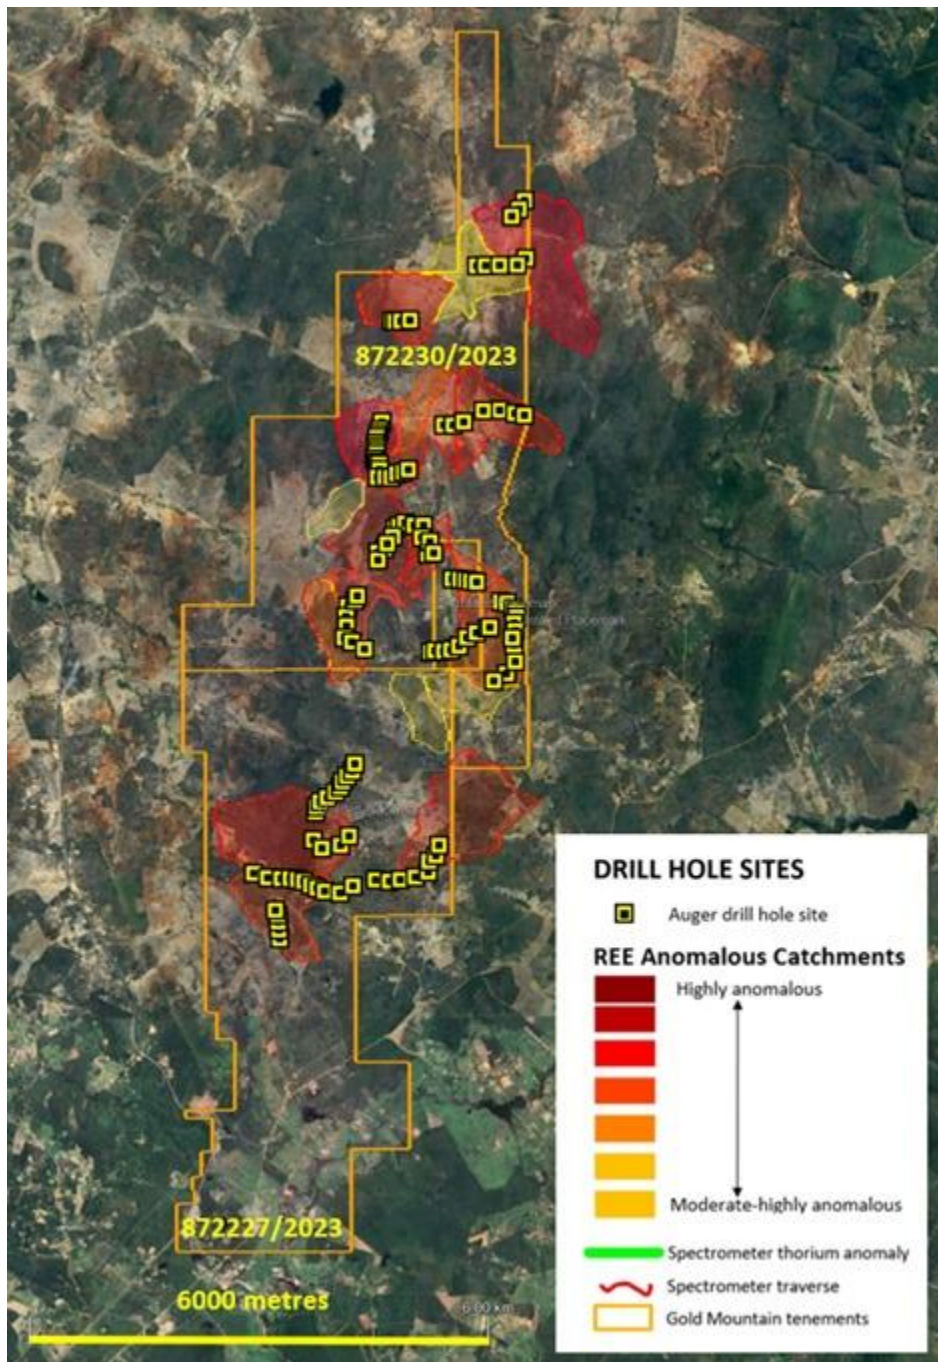 872230/2023
872227/2023
6000 metres
6.00 km
DRILL HOLE SITES
Auger drill hole site
REE Anomalous Catchments
Highly anomalous
Moderate-highly anomalous
Spectrometer thorium anomaly
Spectrometer traverse
Gold Mountain tenements